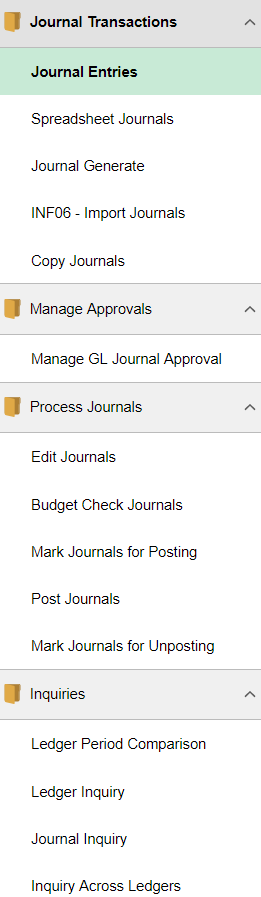 Journal Transactions
Journal Entries
Spreadsheet Journals
Journal Generate
INF06 - Import Journals
Copy Journals
Manage Approvals
Manage GL Journal Approval
Process Journals
Edit Journals
Budget Check Journals
Mark Journals for Posting
Post Journals
Mark Journals for Unposting
Inquiries
Ledger Period Comparison
Ledger Inquiry
Journal Inquiry
Inquiry Across Ledgers